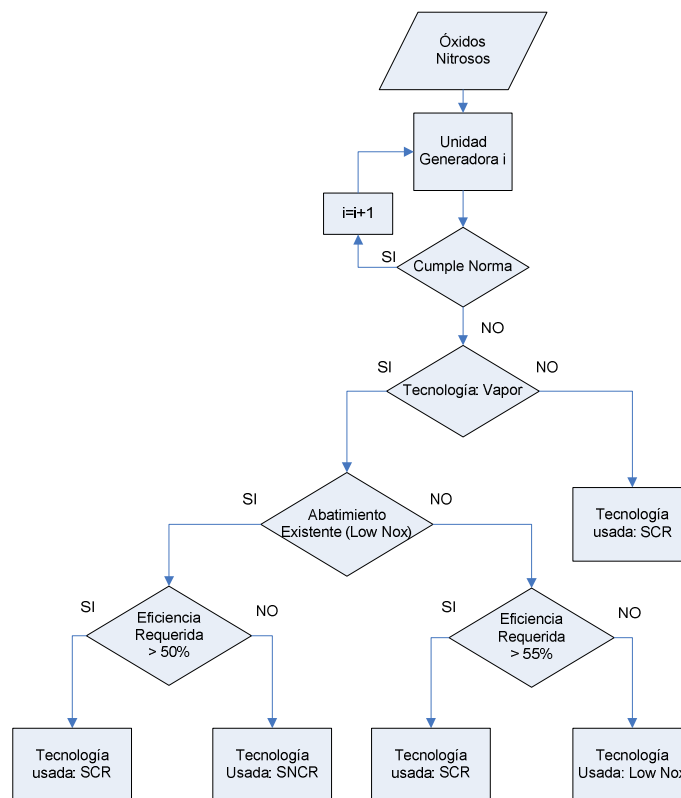 Óxidos
Nitrosos
Unidad
Generadora i
i=i+1
SI
Cumple Norma
NO
SI
NO
Tecnología: Vapor
SI
NO
Abatimiento
Existente (Low Nox)
Tecnología
usada: SCR
SI
NO
Eficiencia
Requerida
> 50%
SI
NO
Eficiencia
Requerida
> 55%
Tecnología
usada: SCR
Tecnología
Usada: SNCR
Tecnología
usada: SCR
Tecnología
Usada: Low Nox